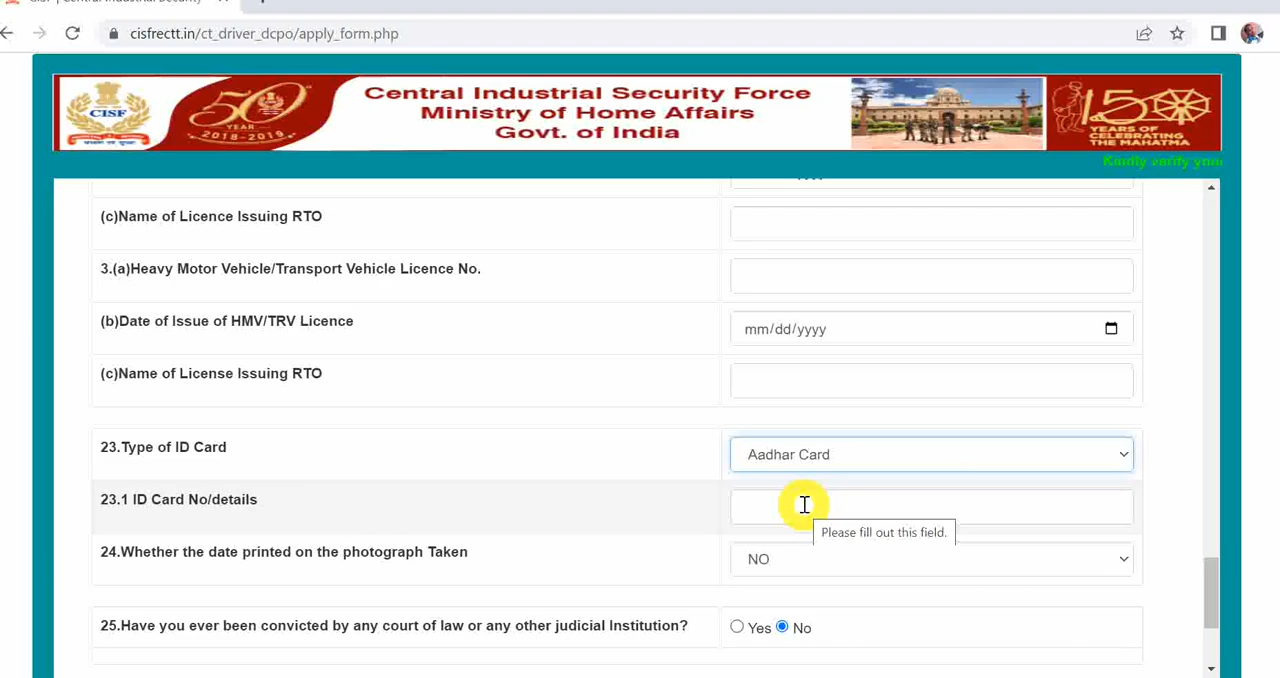 cisfrectt.in/ct_driver_dcpo/apply_form.php
CISF
50
YEAR
2018-2019
Central Industrial Security Force
Ministry of Home Affairs
Govt. of India
150
YEARS OF
CELEBRATING
THE MAHATMA
Kindly verify your
(c)Name of Licence Issuing RTO
3.(a)Heavy Motor Vehicle/Transport Vehicle Licence No.
(b)Date of Issue of HMV/TRV Licence
mm/dd/yyyy
(c)Name of License Issuing RTO
23.Type of ID Card
Aadhar Card
23.1 ID Card No/details
Please fill out this field.
24.Whether the date printed on the photograph Taken
NO
25.Have you ever been convicted by any court of law or any other judicial Institution?
Yes No